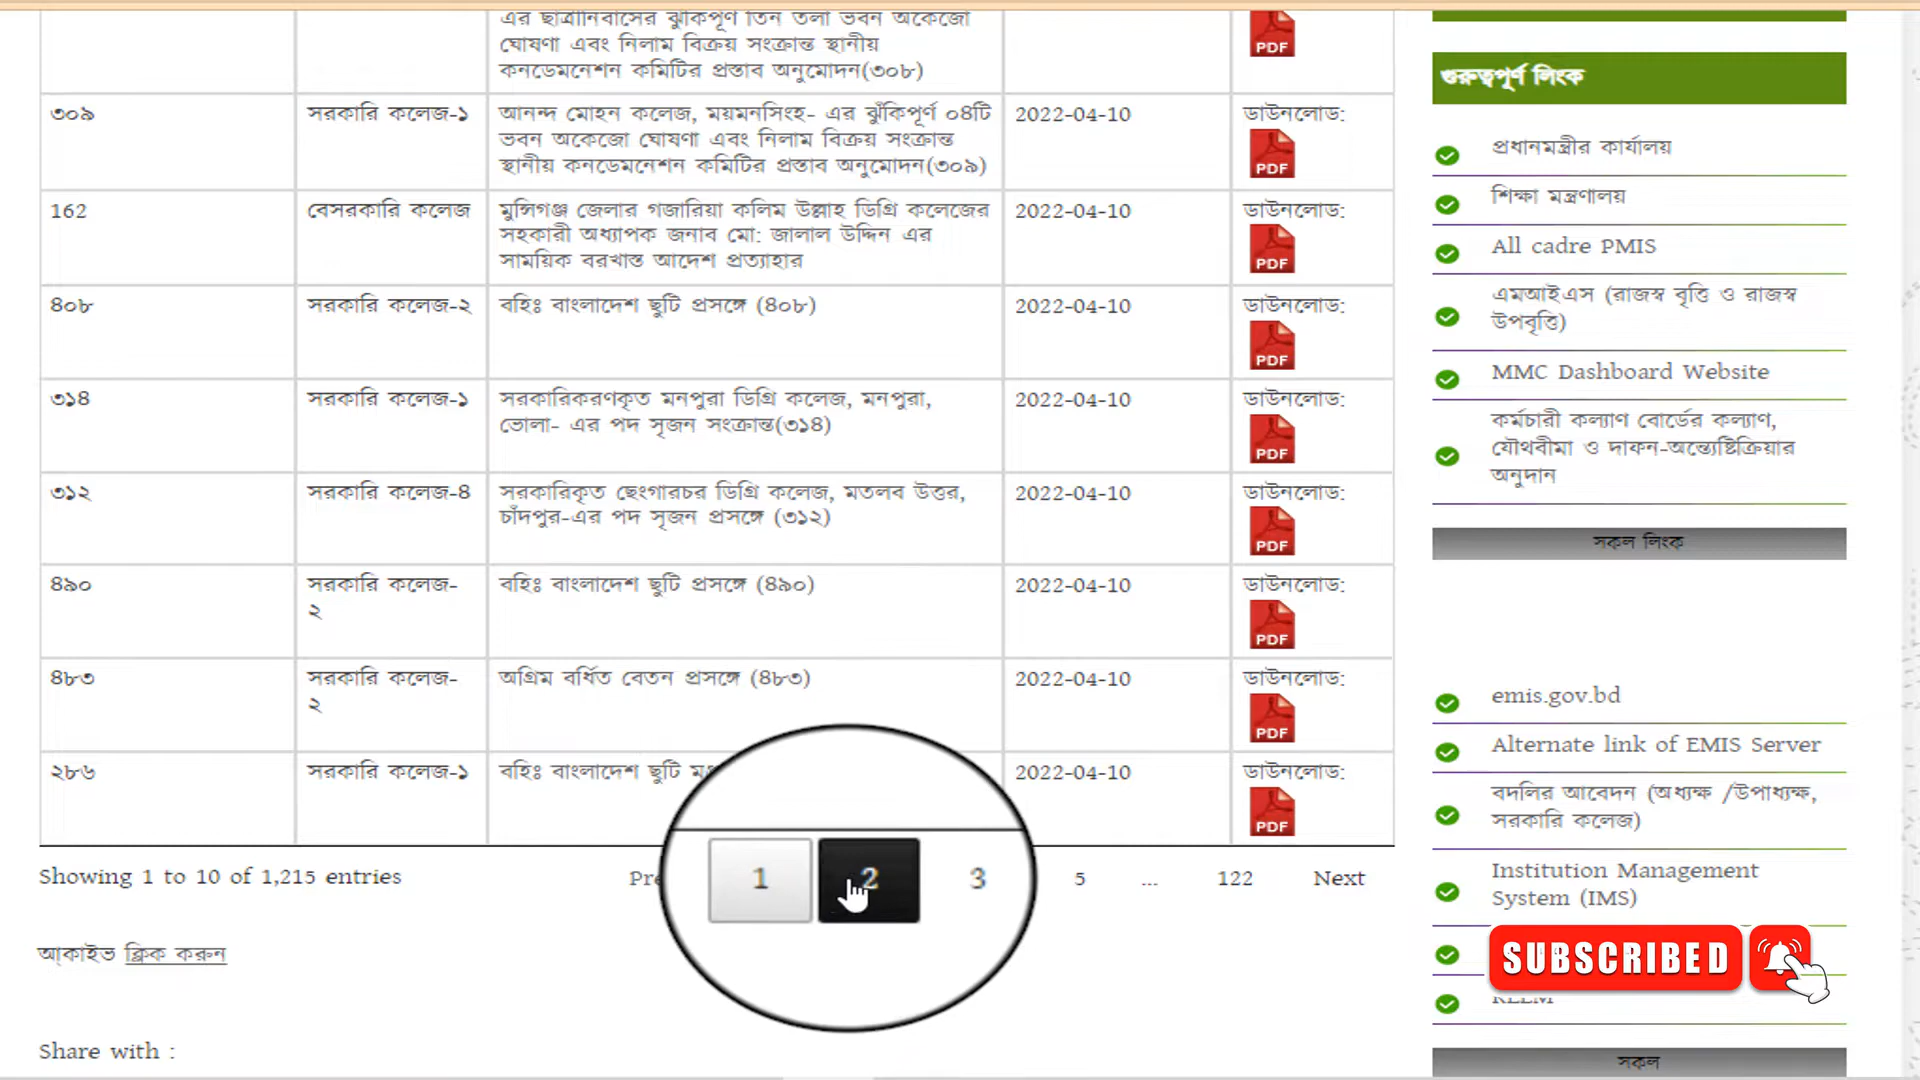 এর ছাত্রীনিবাসের ঝুঁকিপূর্ণ তিন তলা ভবন অকেজো
ঘোষণা এবং নিলাম বিক্রয় সংক্রান্ত স্থানীয়
কনডেমনেশন কমিটির প্রস্তাব অনুমোদন(৩০৮)
PDF
৩০৯
সরকারি কলেজ-১
আনন্দ মোহন কলেজ, ময়মনসিংহ- এর ঝুঁকিপূর্ণ ০৪টি
ভবন অকেজো ঘোষণা এবং নিলাম বিক্রয় সংক্রান্ত
স্থানীয় কনডেমনেশন কমিটির প্রস্তাব অনুমোদন(৩০৯)
2022-04-10
ডাউনলোড:
PDF
162
বেসরকারি কলেজ
মুন্সিগঞ্জ জেলার গজারিয়া কলিম উল্লাহ ডিগ্রি কলেজের
সহকারী অধ্যাপক জনাব মো: জালাল উদ্দিন এর
সাময়িক বরখাস্ত আদেশ প্রত্যাহার
2022-04-10
ডাউনলোড:
PDF
৪০৮
সরকারি কলেজ-২
বহিঃ বাংলাদেশ ছুটি প্রসঙ্গে (৪০৮)
2022-04-10
ডাউনলোড:
PDF
৩১৪
সরকারি কলেজ-১
সরকারিকরণকৃত মনপুরা ডিগ্রি কলেজ, মনপুরা,
ভোলা- এর পদ সৃজন সংক্রান্ত(৩১৪)
2022-04-10
ডাউনলোড:
PDF
৩১২
সরকারি কলেজ-৪
সরকারিকৃত ছেংগারচর ডিগ্রি কলেজ, মতলব উত্তর,
চাঁদপুর-এর পদ সৃজন প্রসঙ্গে (৩১২)
2022-04-10
ডাউনলোড:
PDF
৪৯০
সরকারি কলেজ-
২
বহিঃ বাংলাদেশ ছুটি প্রসঙ্গে (৪৯০)
2022-04-10
ডাউনলোড:
PDF
৪৮৩
সরকারি কলেজ-
২
অগ্রিম বর্ধিত বেতন প্রসঙ্গে (৪৮৩)
2022-04-10
ডাউনলোড:
PDF
২৮৬
সরকারি কলেজ-১
বহিঃ বাংলাদেশ ছুটি
2022-04-10
ডাউনলোড:
PDF
Showing 1 to 10 of 1,215 entries
Pre 1 2 3 5 ... 122 Next
আ্কাইভ ক্লিক করুন
Share with :
গুরুত্বপূর্ণ লিংক
প্রধানমন্ত্রীর কার্যালয়
শিক্ষা মন্ত্রণালয়
All cadre PMIS
এমআইএস (রাজস্ব বৃত্তি ও রাজস্ব
উপবৃত্তি)
MMC Dashboard Website
কর্মচারী কল্যাণ বোর্ডের কল্যাণ,
যৌথবীমা ও দাফন-অন্ত্যেষ্টিক্রিয়ার
অনুদান
সকল লিংক
emis.gov.bd
Alternate link of EMIS Server
বদলির আবেদন (অধ্যক্ষ /উপাধ্যক্ষ,
সরকারি কলেজ)
Institution Management
System (IMS)
SUBSCRIBED
সকল